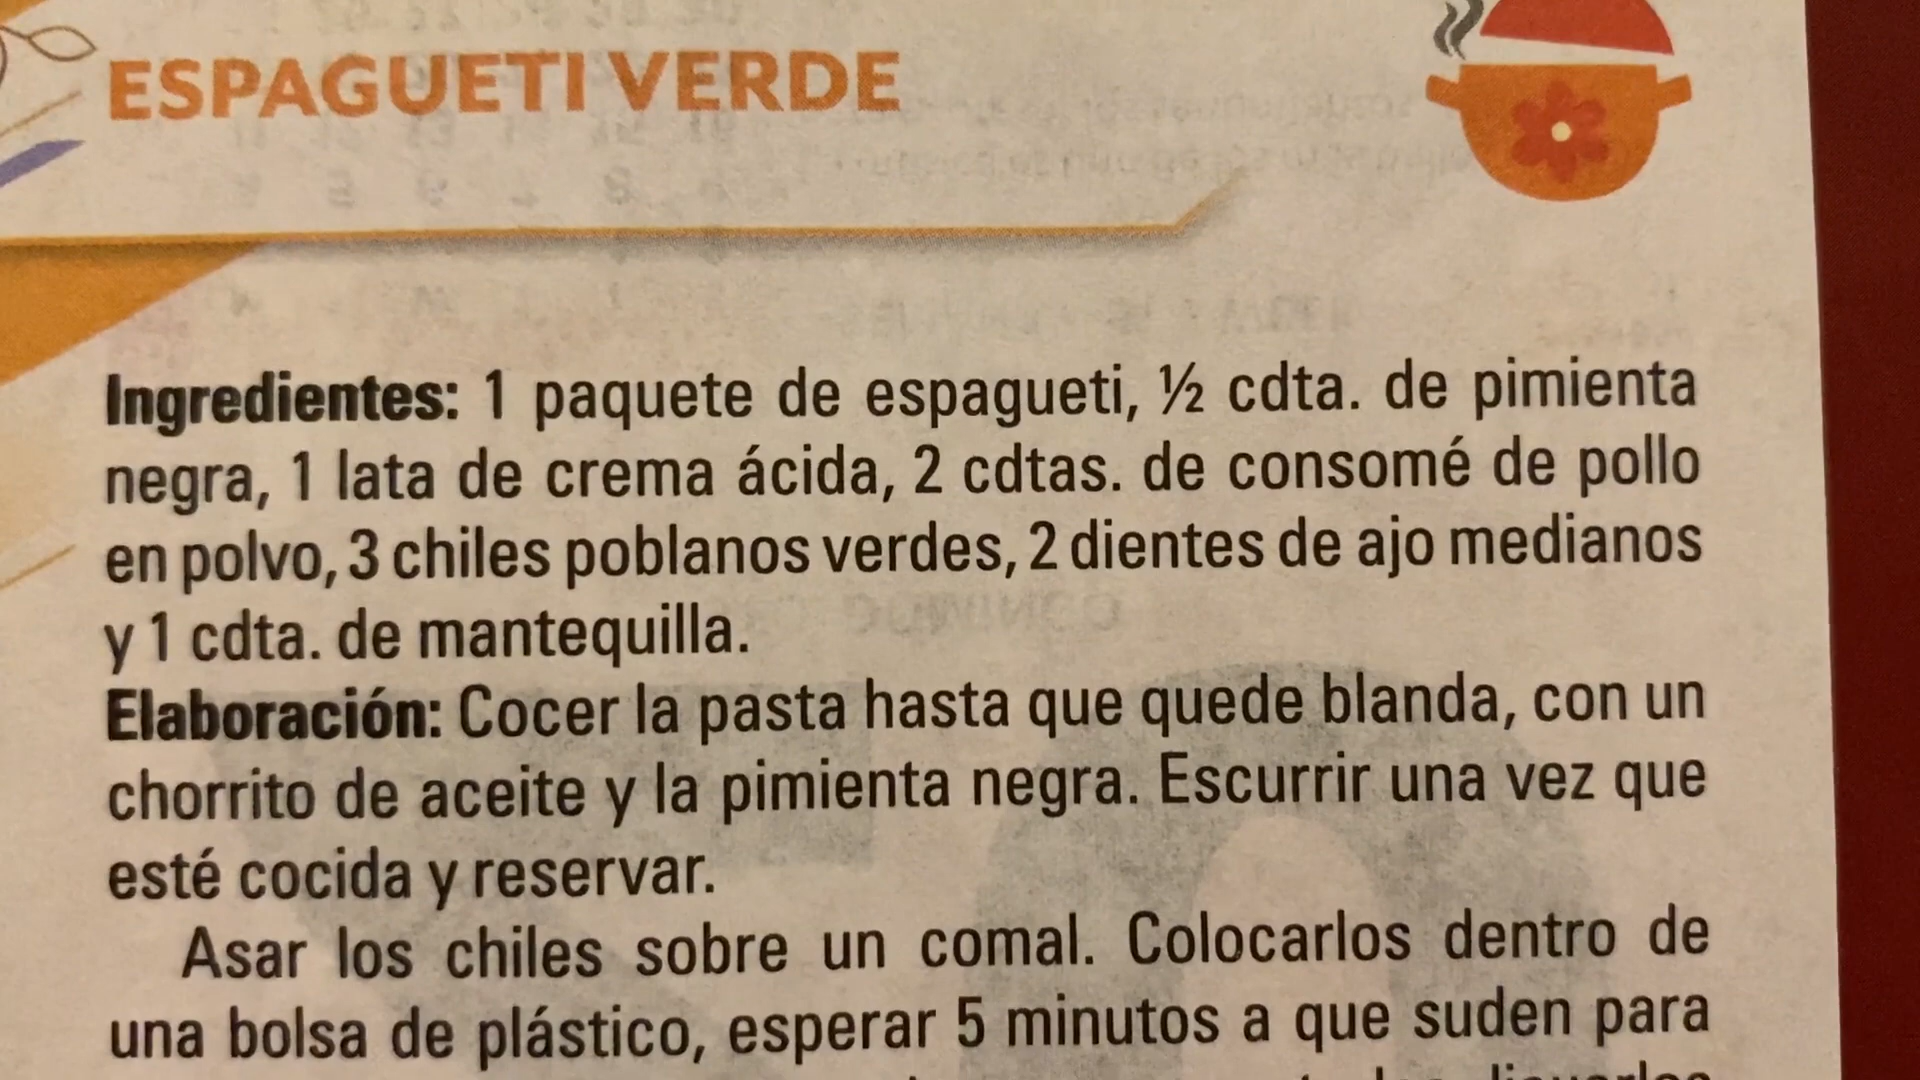 ESPAGUETI VERDE
Ingredientes: 1 paquete de espagueti, ½ cdta. de pimienta
negra, 1 lata de crema ácida, 2 cdtas. de consomé de pollo
en polvo, 3 chiles poblanos verdes, 2 dientes de ajo medianos
y 1 cdta. de mantequilla.
Elaboración: Cocer la pasta hasta que quede blanda, con un
chorrito de aceite y la pimienta negra. Escurrir una vez que
esté cocida y reservar.
Asar los chiles sobre un comal. Colocarlos dentro de
una bolsa de plástico, esperar 5 minutos a que suden para